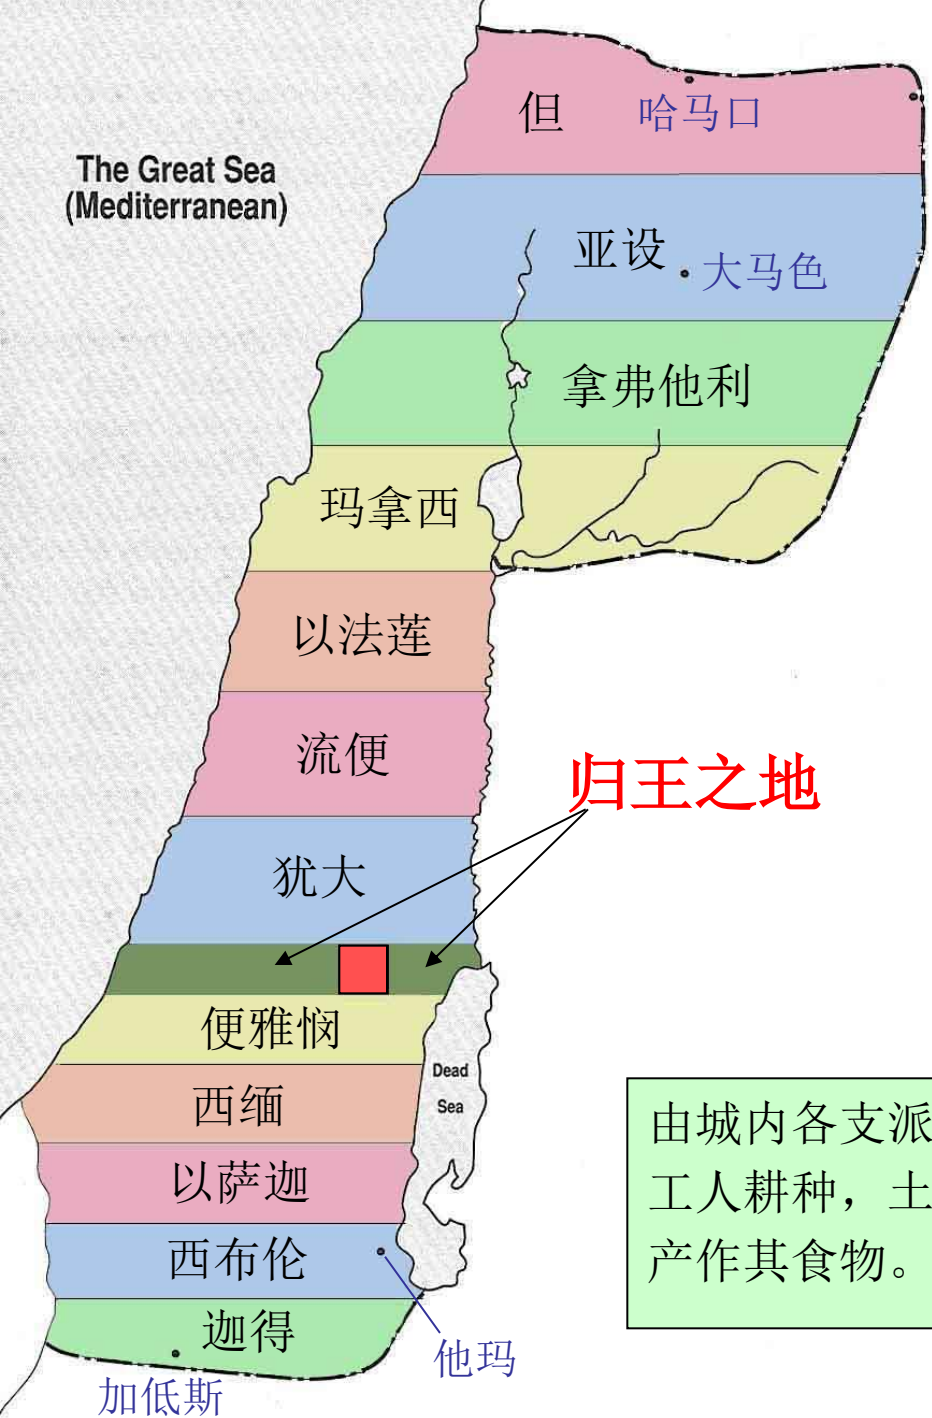 但 哈马口
The Great Sea
(Mediterranean)
亚设
大马色
拿弗他利
玛拿西
以法莲
流便
归王之地
犹大
便雅悯
Dead
Sea
西缅
由城内各支派
工人耕种，土
产作其食物。
以萨迦
西布伦
迦得
他玛
加低斯